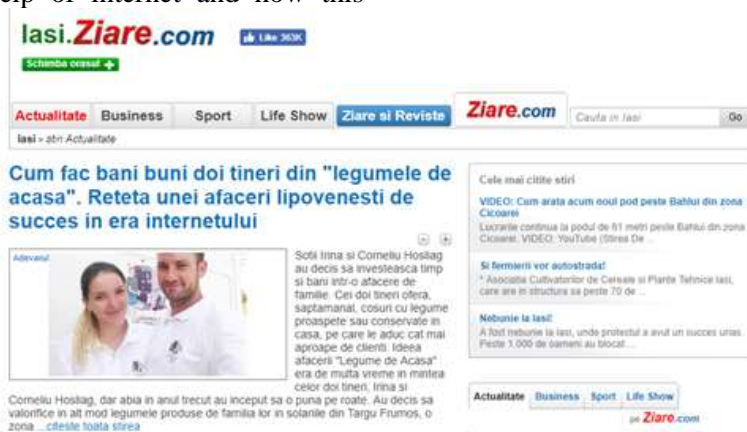 elp of internet and how this
Iasi.Ziare.com
Like 363K
Schimba orasul
Actualitate Business Sport Life Show Ziare si Reviste Ziare.com Cauta in Iasi Go
Iasi » stiri Actualitate
Cum fac bani buni doi tineri din "legumele de
acasa". Reteta unei afaceri lipovenesti de
succes in era internetului
Adevarul
Sotii Irina si Corneliu Hosliag
au decis sa investeasca timp
si bani intr-o afacere de
familie. Cei doi tineri ofera,
saptamanal, cosuri cu legume
proaspete sau conservate in
casa, pe care le aduc cat mai
aproape de clienti. Ideea
afacerii "Legume de Acasa"
era de multa vreme in mintea
celor doi tineri, Irina si
Corneliu Hosliag, dar abia in anul trecut au inceput sa o puna pe roate. Au decis sa
valorifice in alt mod legumele produse de familia lor in solariile din Targu Frumos, o
zona ...citeste toata stirea
Cele mai citite stiri
VIDEO: Cum arata acum noul pod peste Bahlui din zona
Cicoarei
Lucrarile continua la podul de 61 metri peste Bahlui din zona
Cicoarei. VIDEO: YouTube (Stirea De ...
Si fermierii vor autostrada!
* Asociatia Cultivatorilor de Cereale si Plante Tehnice Iasi,
care are in structura sa peste 70 de ...
Nebunie la Iasi!
A fost nebunie la Iasi, unde protestul a avut un succes urias.
Peste 1.000 de oameni au blocat ...
Actualitate Business Sport Life Show
pe Ziare.com